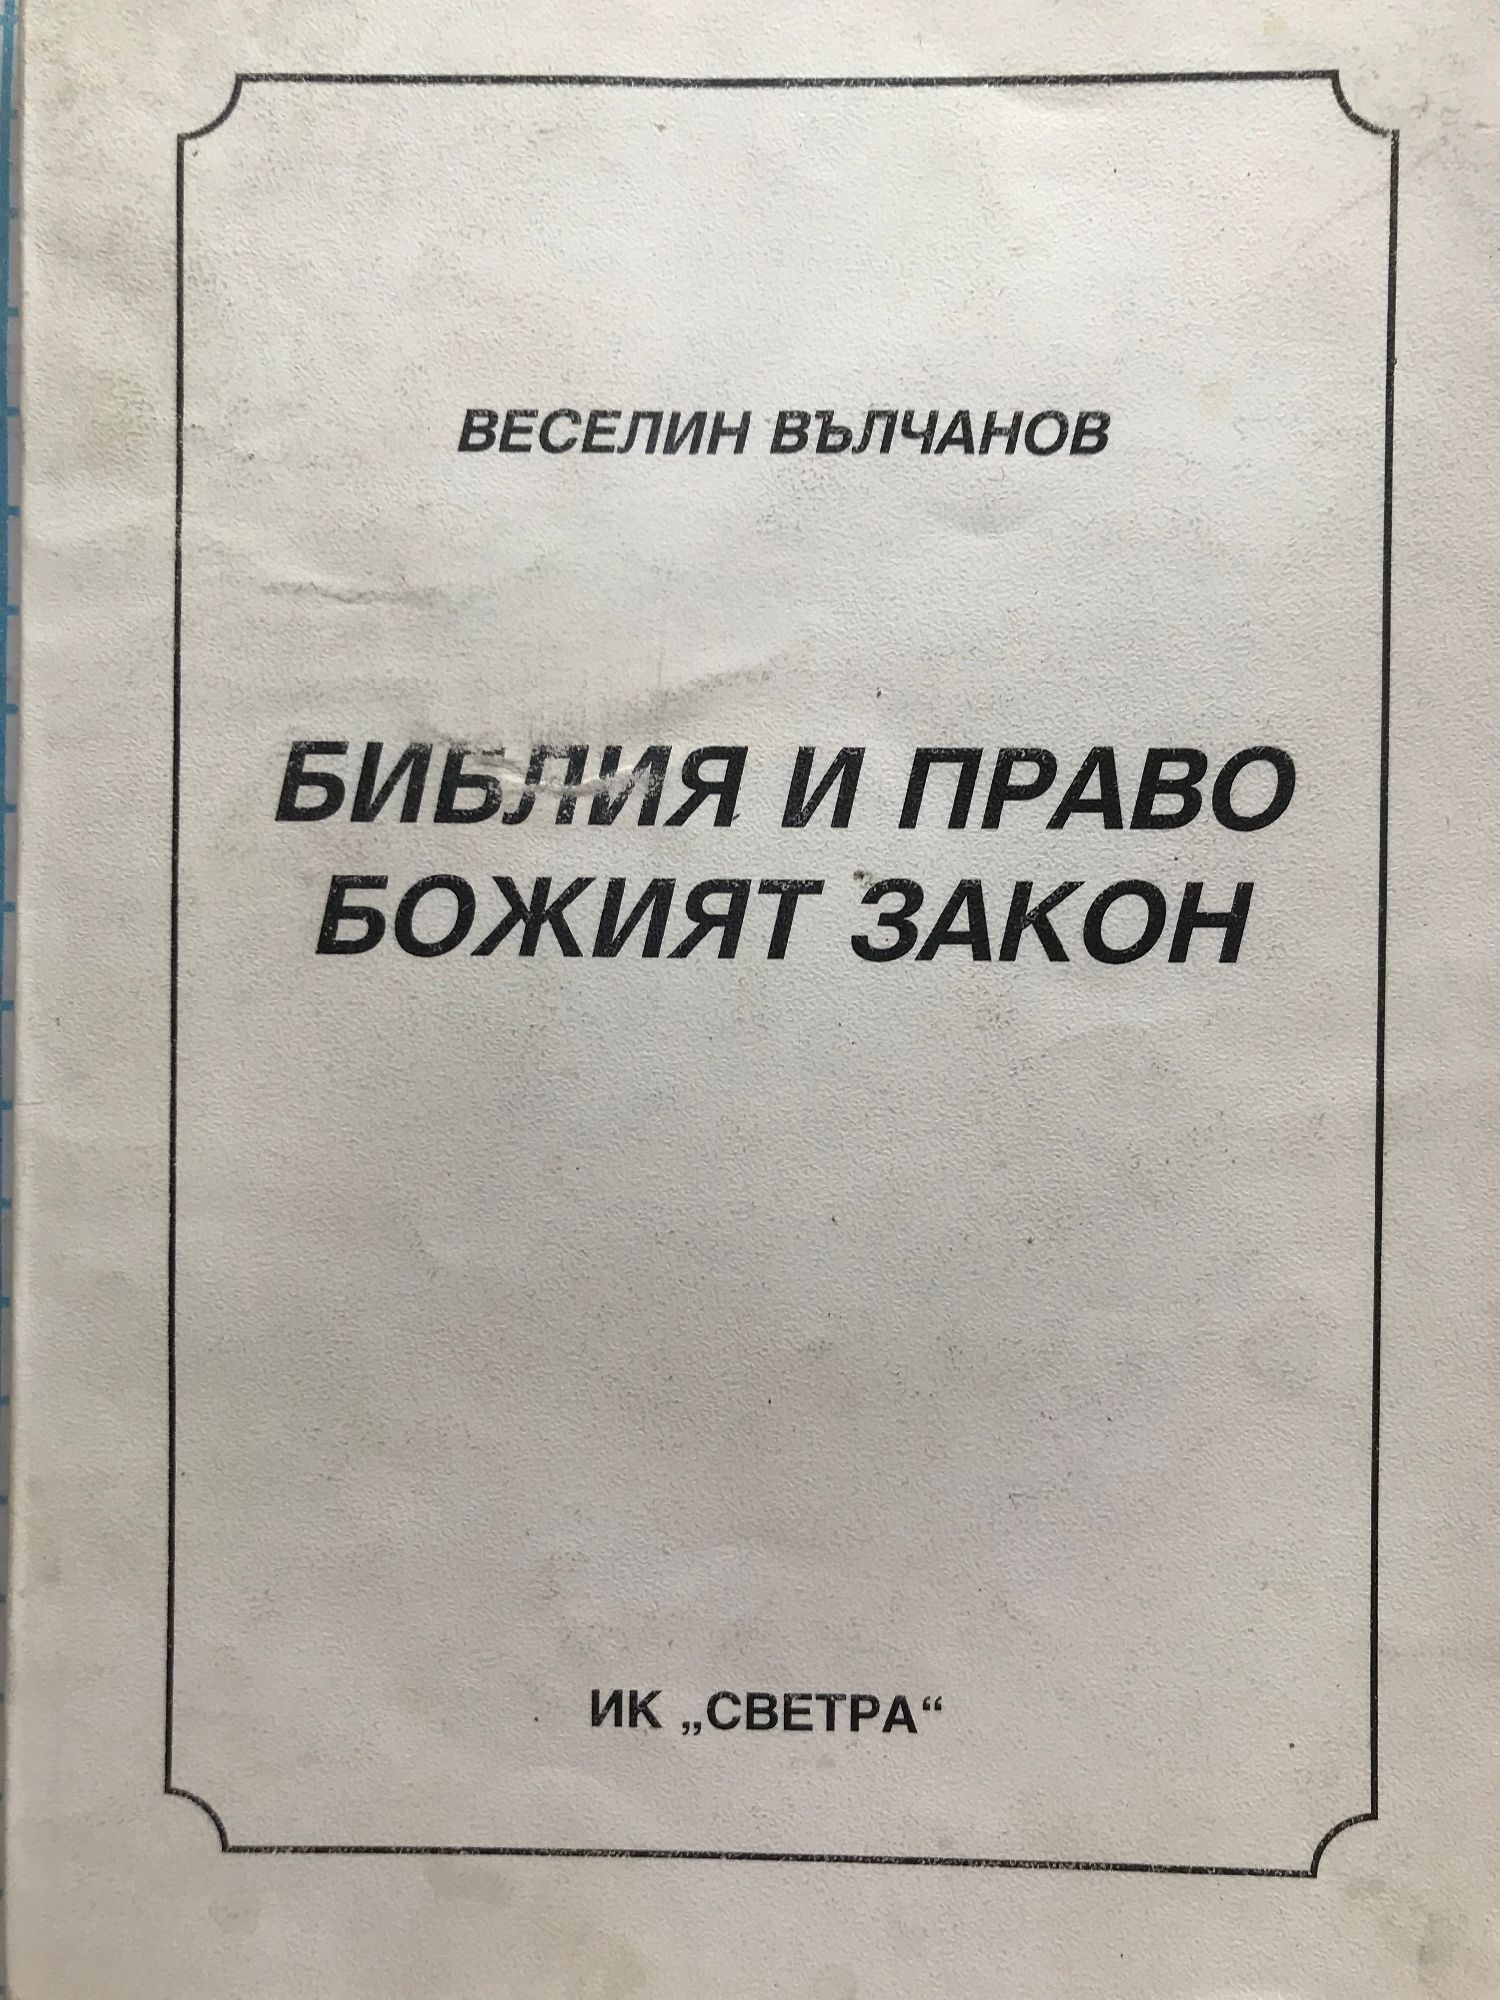 ВЕСЕЛИН ВЪЛЧАНОВ
БИБЛИЯ И ПРАВО
БОЖИЯТ ЗАКОН
ИК „СВЕТРА“